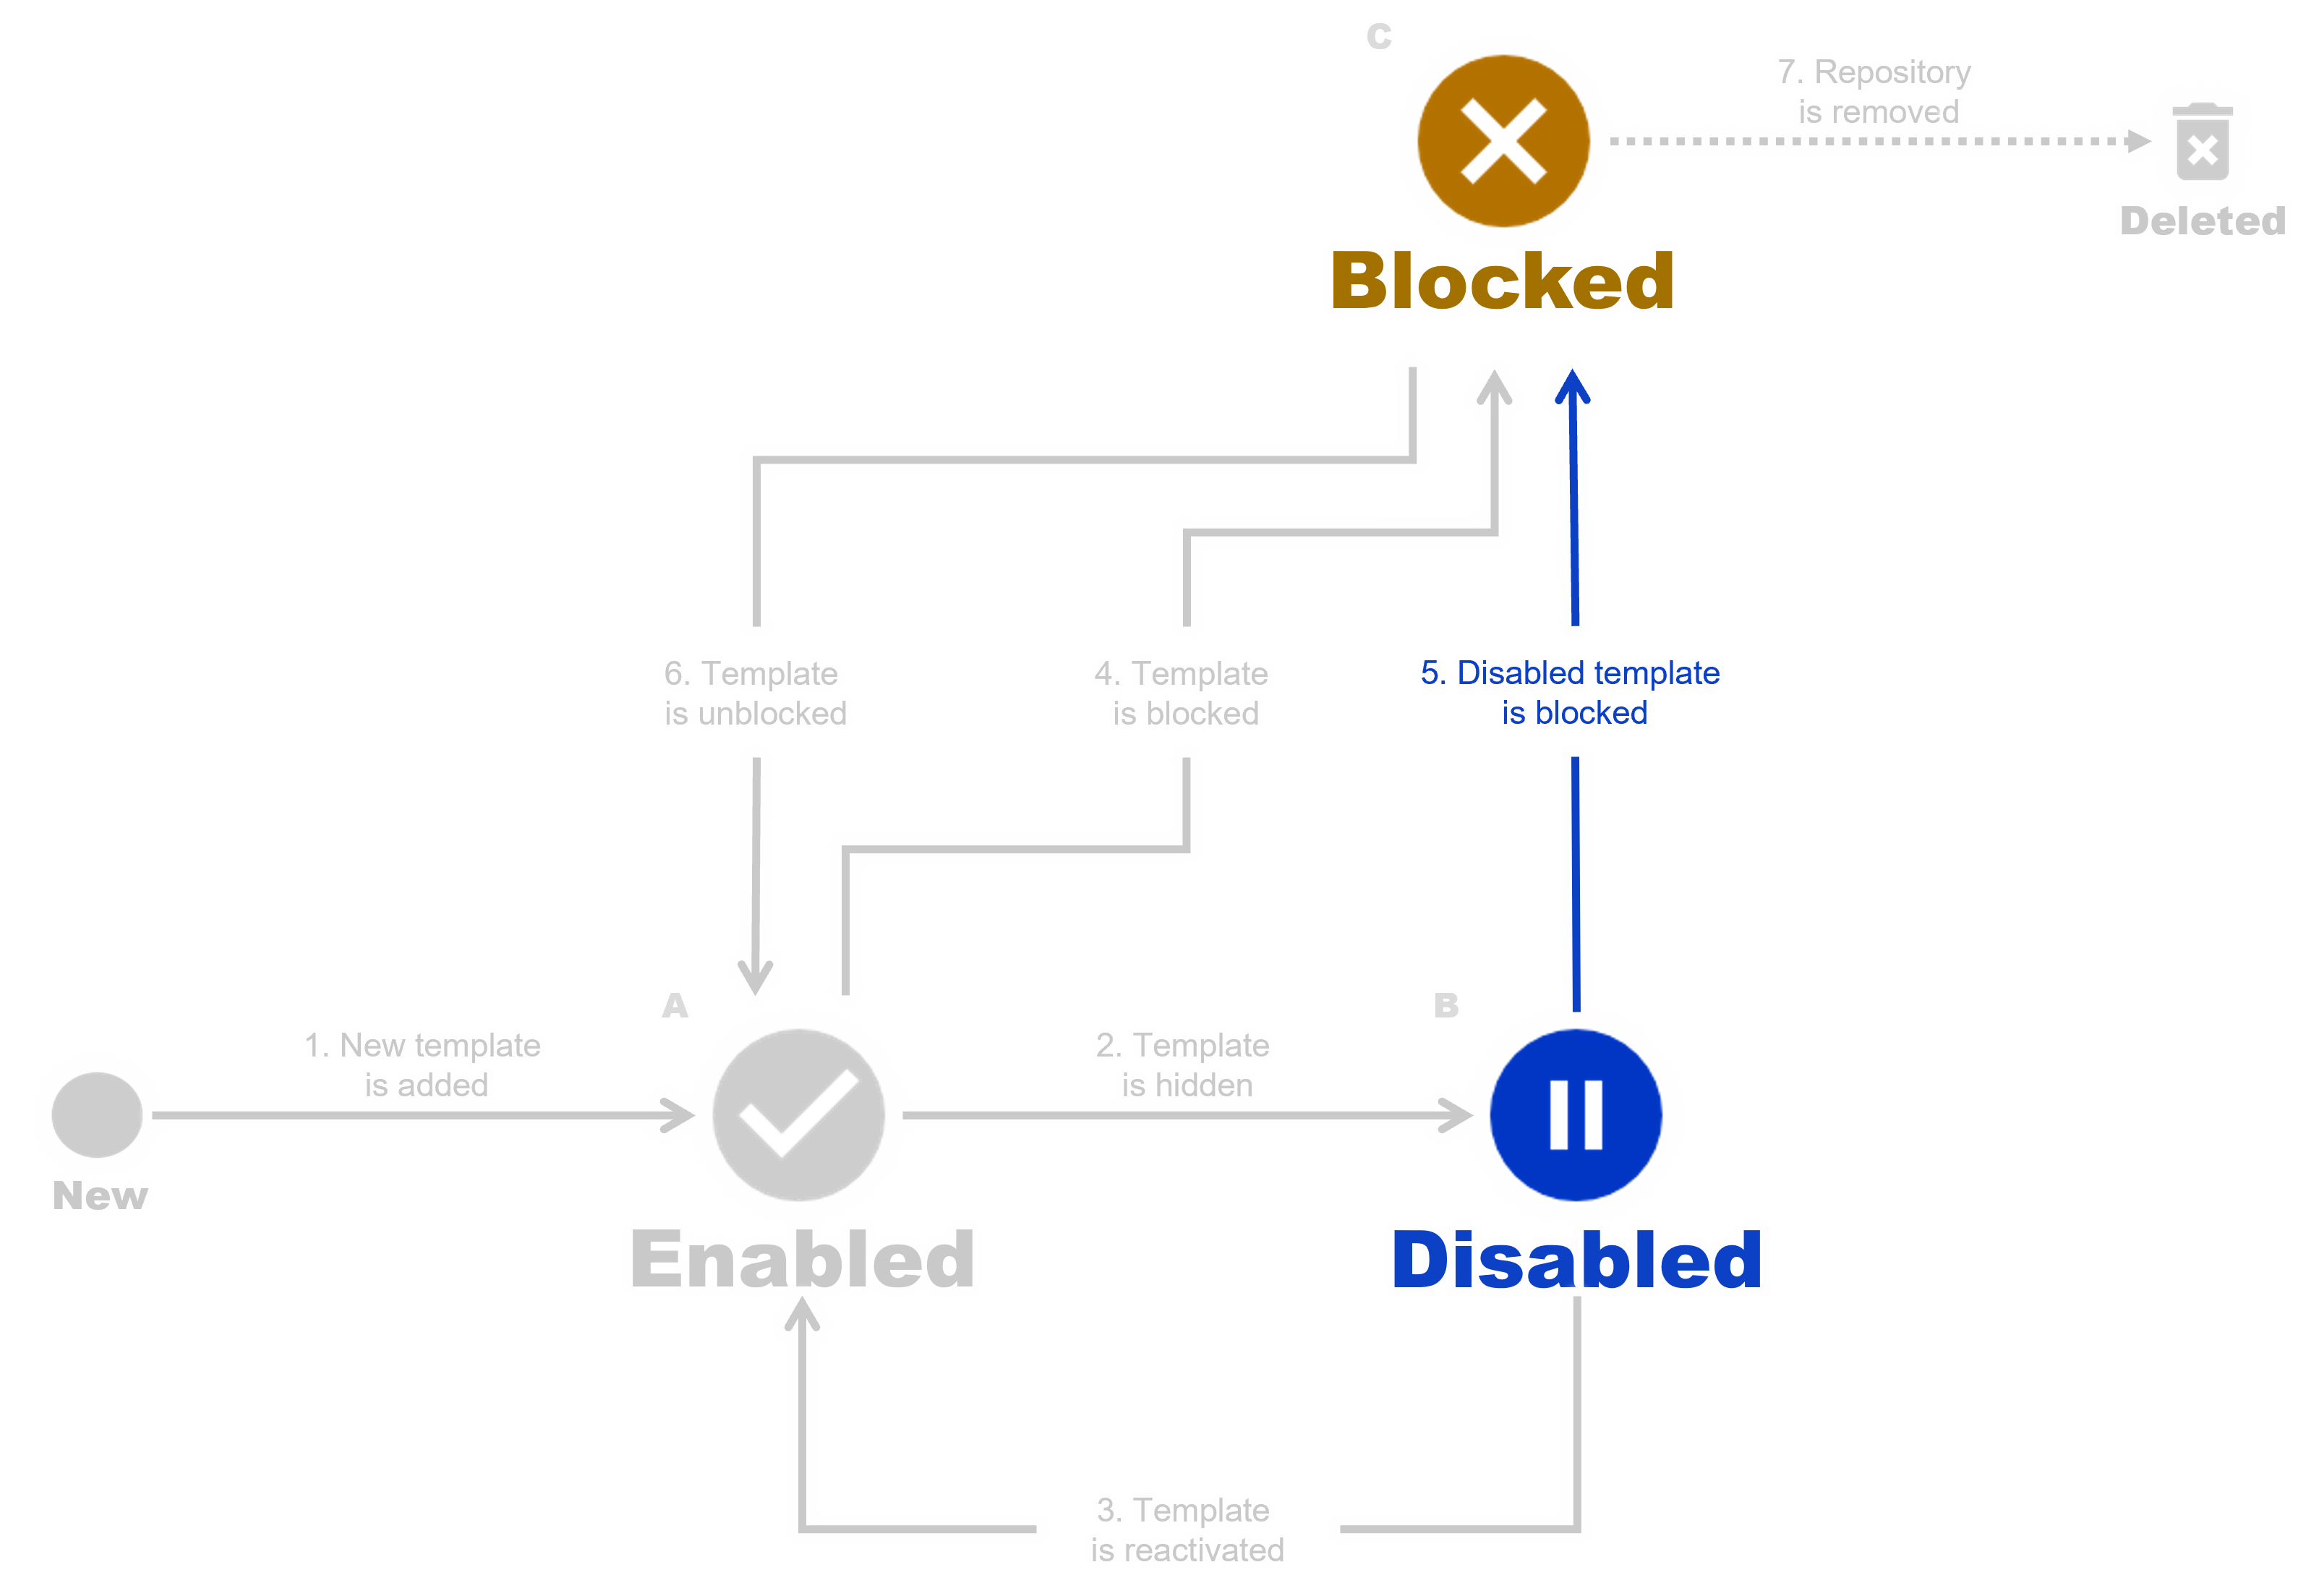 C
7. Repository
is removed
Deleted
Blocked
6. Template
is unblocked
4. Template
is blocked
5. Disabled template
is blocked
A
B
1. New template
is added
2. Template
is hidden
New
Enabled
Disabled
3. Template
is reactivated